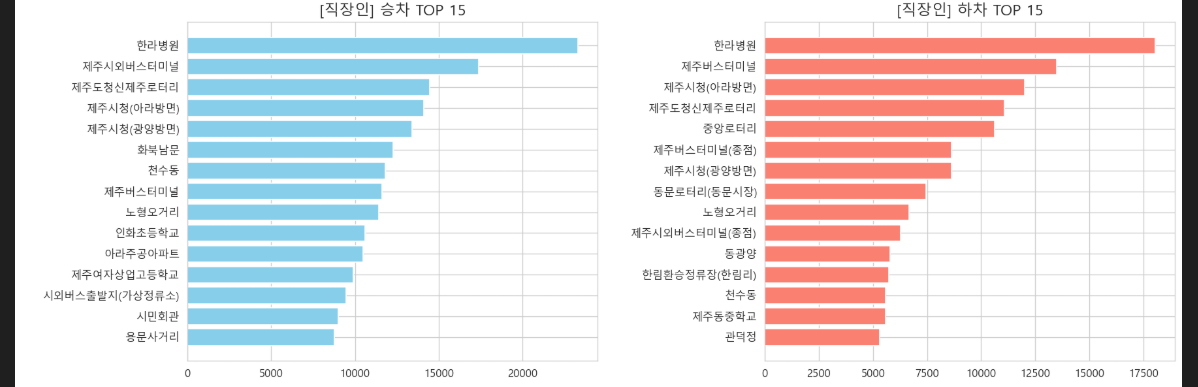 [직장인] 승차 TOP 15
한라병원
제주시외버스터미널
제주도청신제주로터리
제주시청(아라방면)
제주시청(광양방면)
화북남문
천수동
제주버스터미널
노형오거리
인화초등학교
아라주공아파트
제주여자상업고등학교
시외버스출발지(가상정류소)
시민회관
용문사거리
0 5000 10000 15000 20000
[직장인] 하차 TOP 15
한라병원
제주버스터미널
제주시청(아라방면)
제주도청신제주로터리
중앙로터리
제주버스터미널(종점)
제주시청(광양방면)
동문로터리(동문시장)
노형오거리
제주시외버스터미널(종점)
동광양
한림환승정류장(한림리)
천수동
제주동중학교
관덕정
0 2500 5000 7500 10000 12500 15000 17500